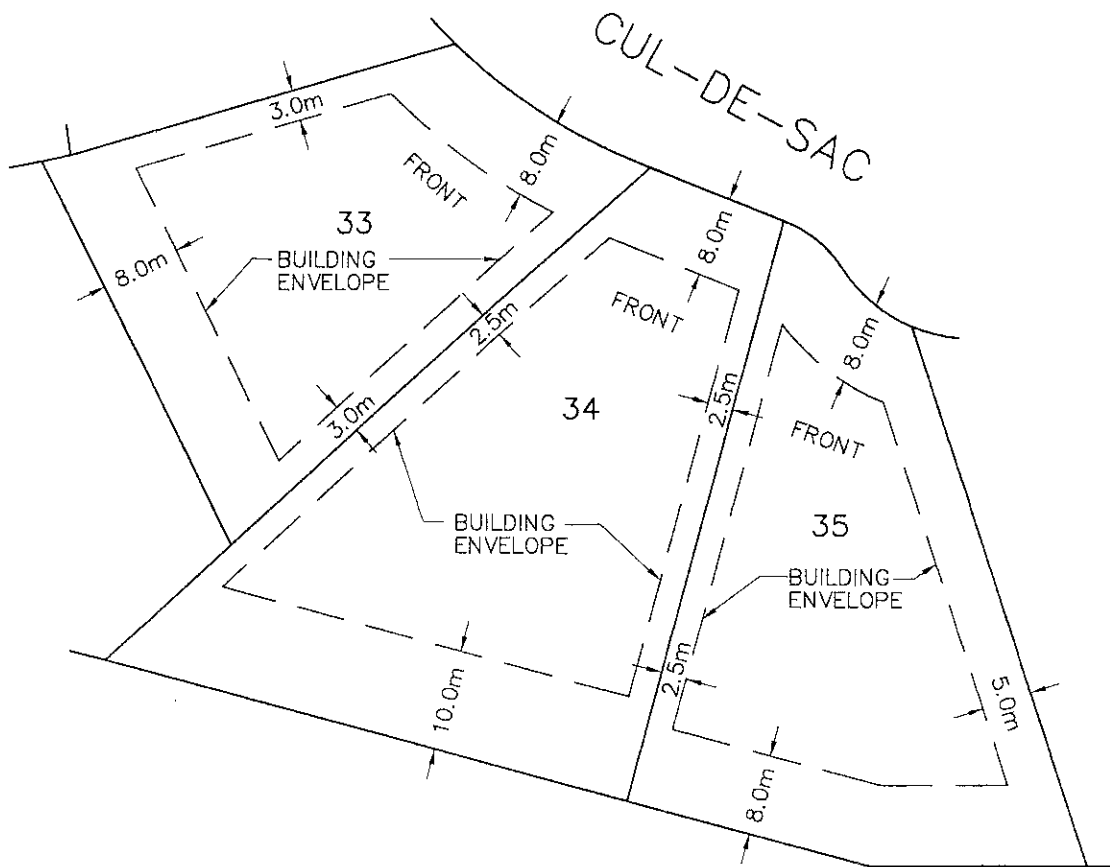 CUL-DE-SAC
3.0m
8.0m
FRONT
33
BUILDING
ENVELOPE
8.0m
3.0m
8.0m
FRONT
2.5m
34
2.5m
BUILDING
ENVELOPE
10.0m
8.0m
FRONT
35
BUILDING
ENVELOPE
2.5m
5.0m
8.0m